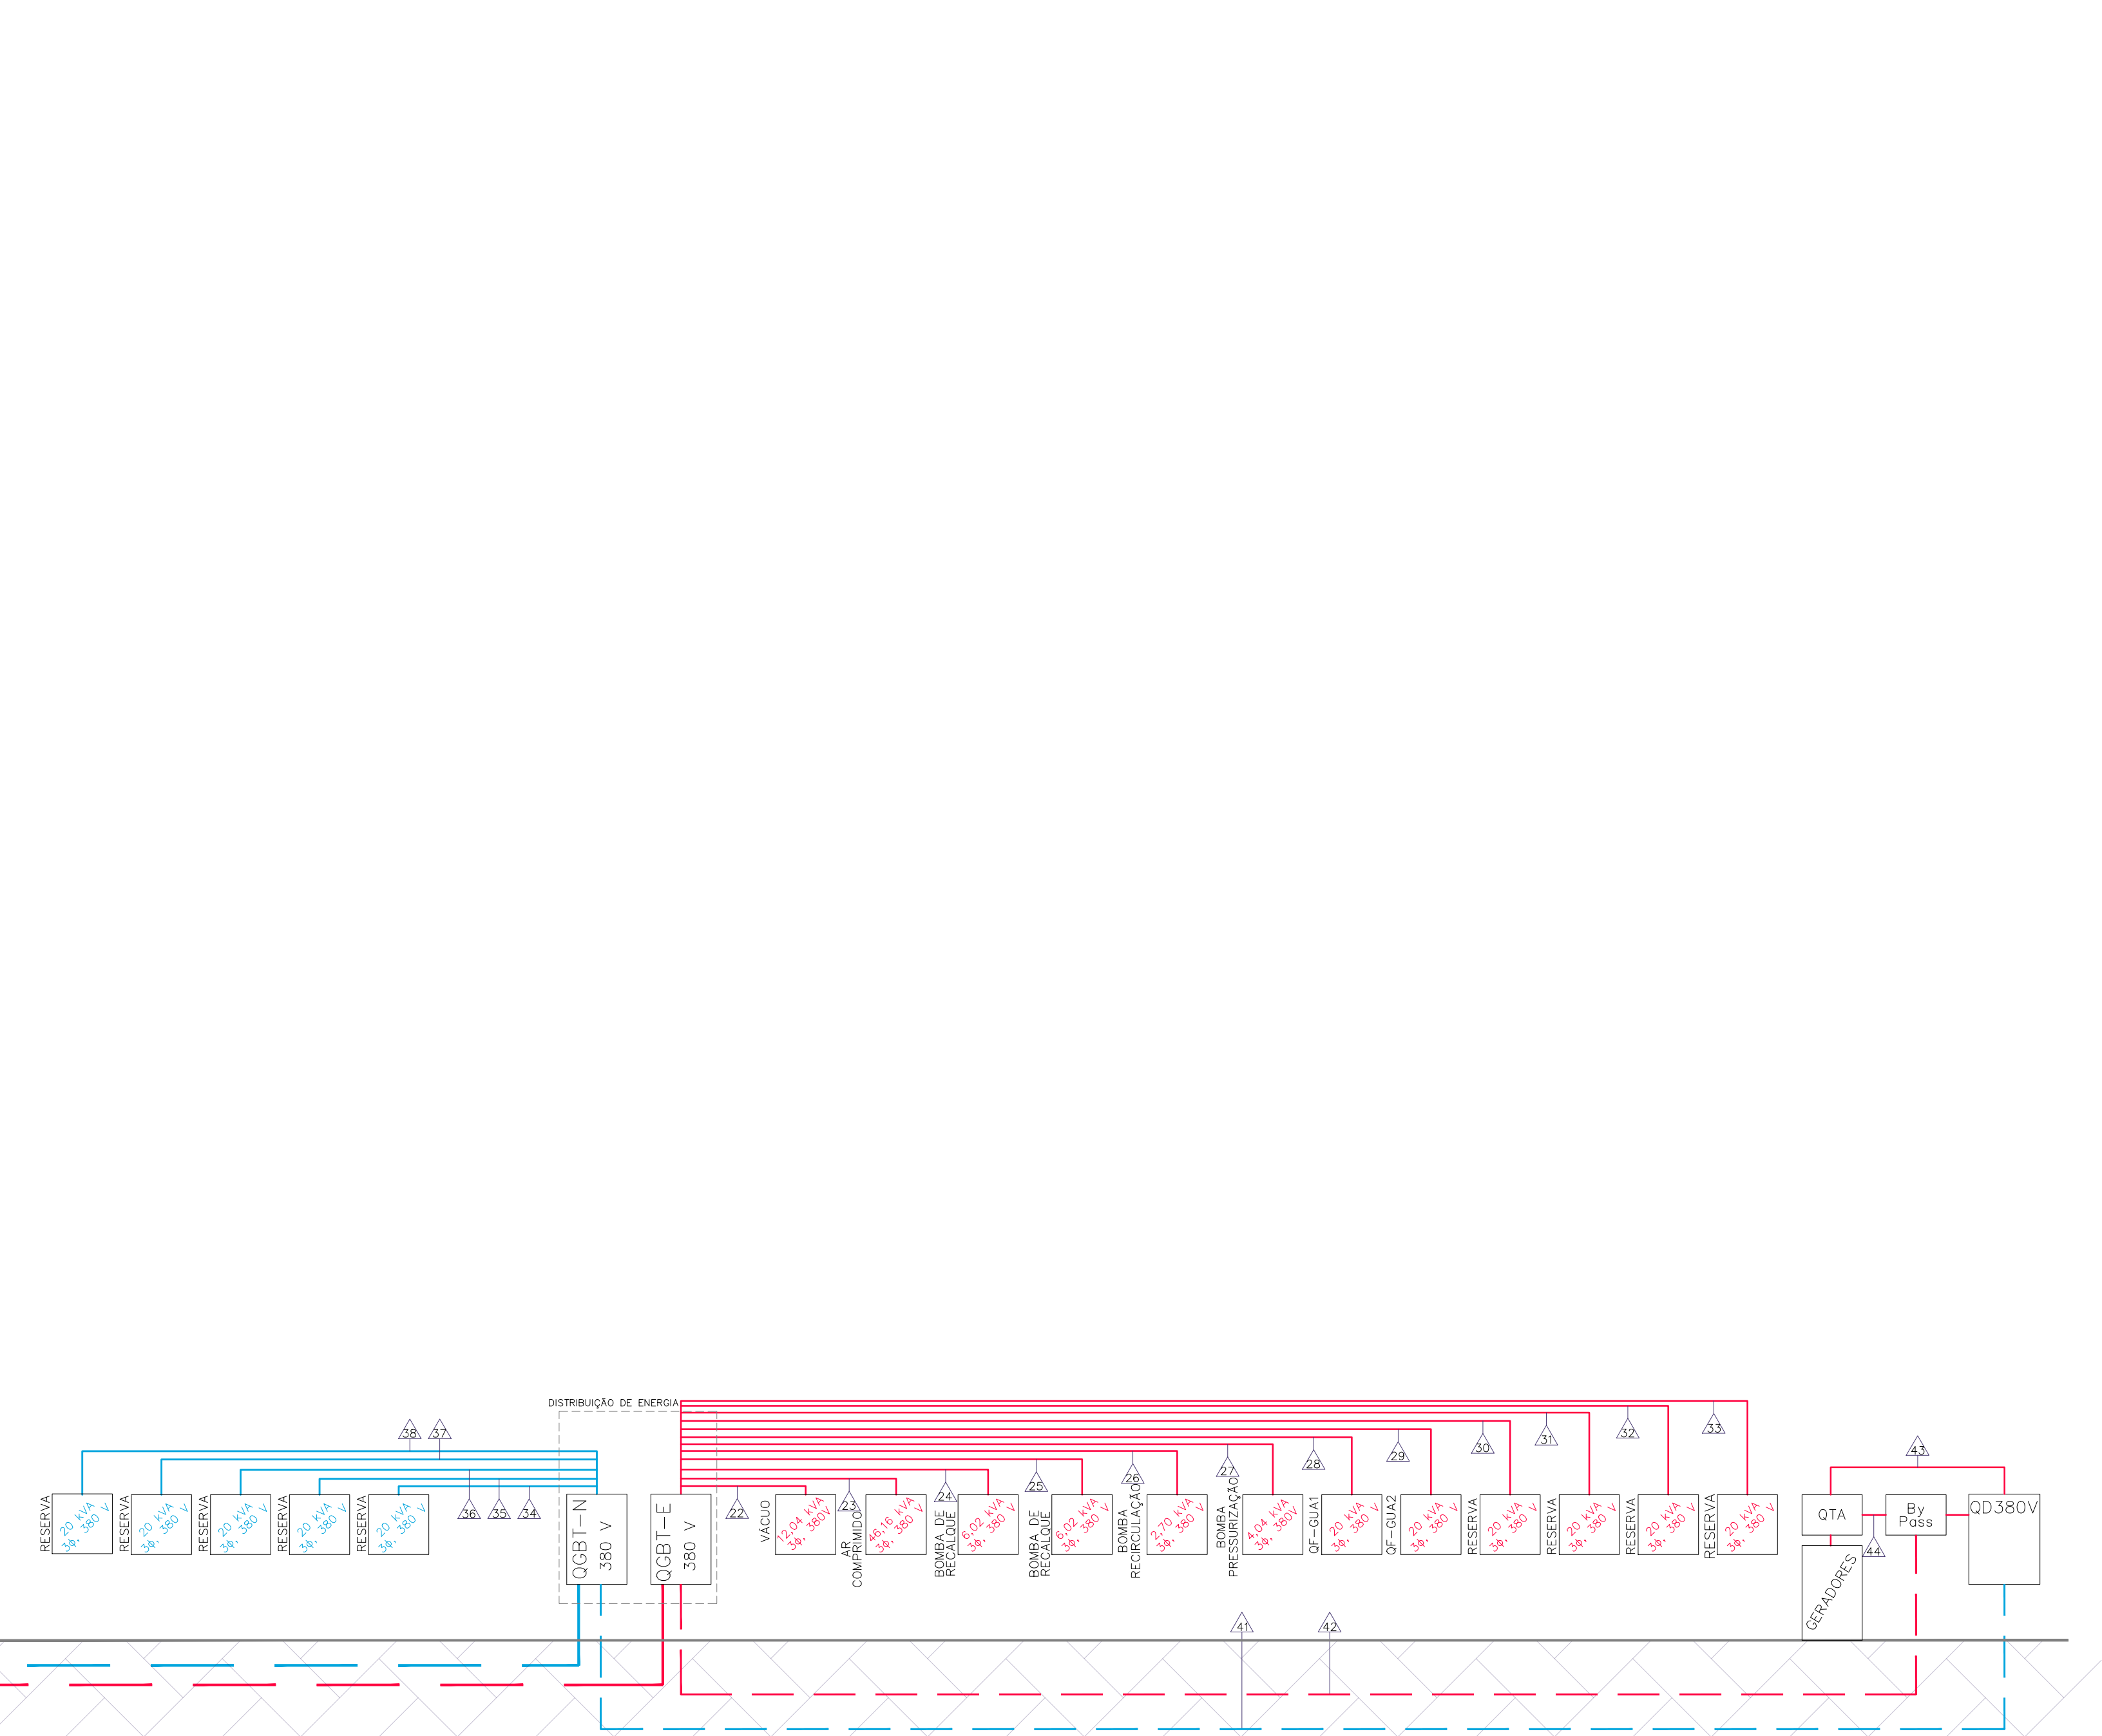 DISTRIBUIÇÃO DE ENERGIA
38
37
36
35
34
RESERVA
20 kVA
3φ, 380 V
RESERVA
20 kVA
3φ, 380 V
RESERVA
20 kVA
3φ, 380 V
RESERVA
20 kVA
3φ, 380 V
RESERVA
20 kVA
3φ, 380 V
QGBT-N
380 V
QGBT-E
380 V
22
VÁCUO
12,04 kVA
3φ, 380V
23
AR
COMPRIMIDO
46,16 kVA
3φ, 380 V
24
BOMBA DE
RECALQUE
6,02 kVA
3φ, 380 V
25
BOMBA DE
RECALQUE
6,02 kVA
3φ, 380 V
26
BOMBA
RECIRCULAÇÃO
2,70 kVA
3φ, 380 V
27
BOMBA
PRESSURIZAÇÃO
4,04 kVA
3φ, 380V
28
QF-GUA1
20 kVA
3φ, 380 V
29
QF-GUA2
20 kVA
3φ, 380 V
30
RESERVA
20 kVA
3φ, 380 V
31
RESERVA
20 kVA
3φ, 380 V
32
RESERVA
20 kVA
3φ, 380 V
33
RESERVA
20 kVA
3φ, 380 V
43
QTA
By
Pass
QD380V
44
GERADORES
41
42